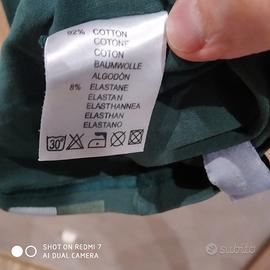 92% COTTON
COTONE
COTON
BAUMWOLLE
ALGODÓN
8% ELASTANE
ELASTAN
ELASTHANNEA
ELASTHAN
ELASTANO
30°
SHOT ON REDMI 7
AI DUAL CAMERA
subito